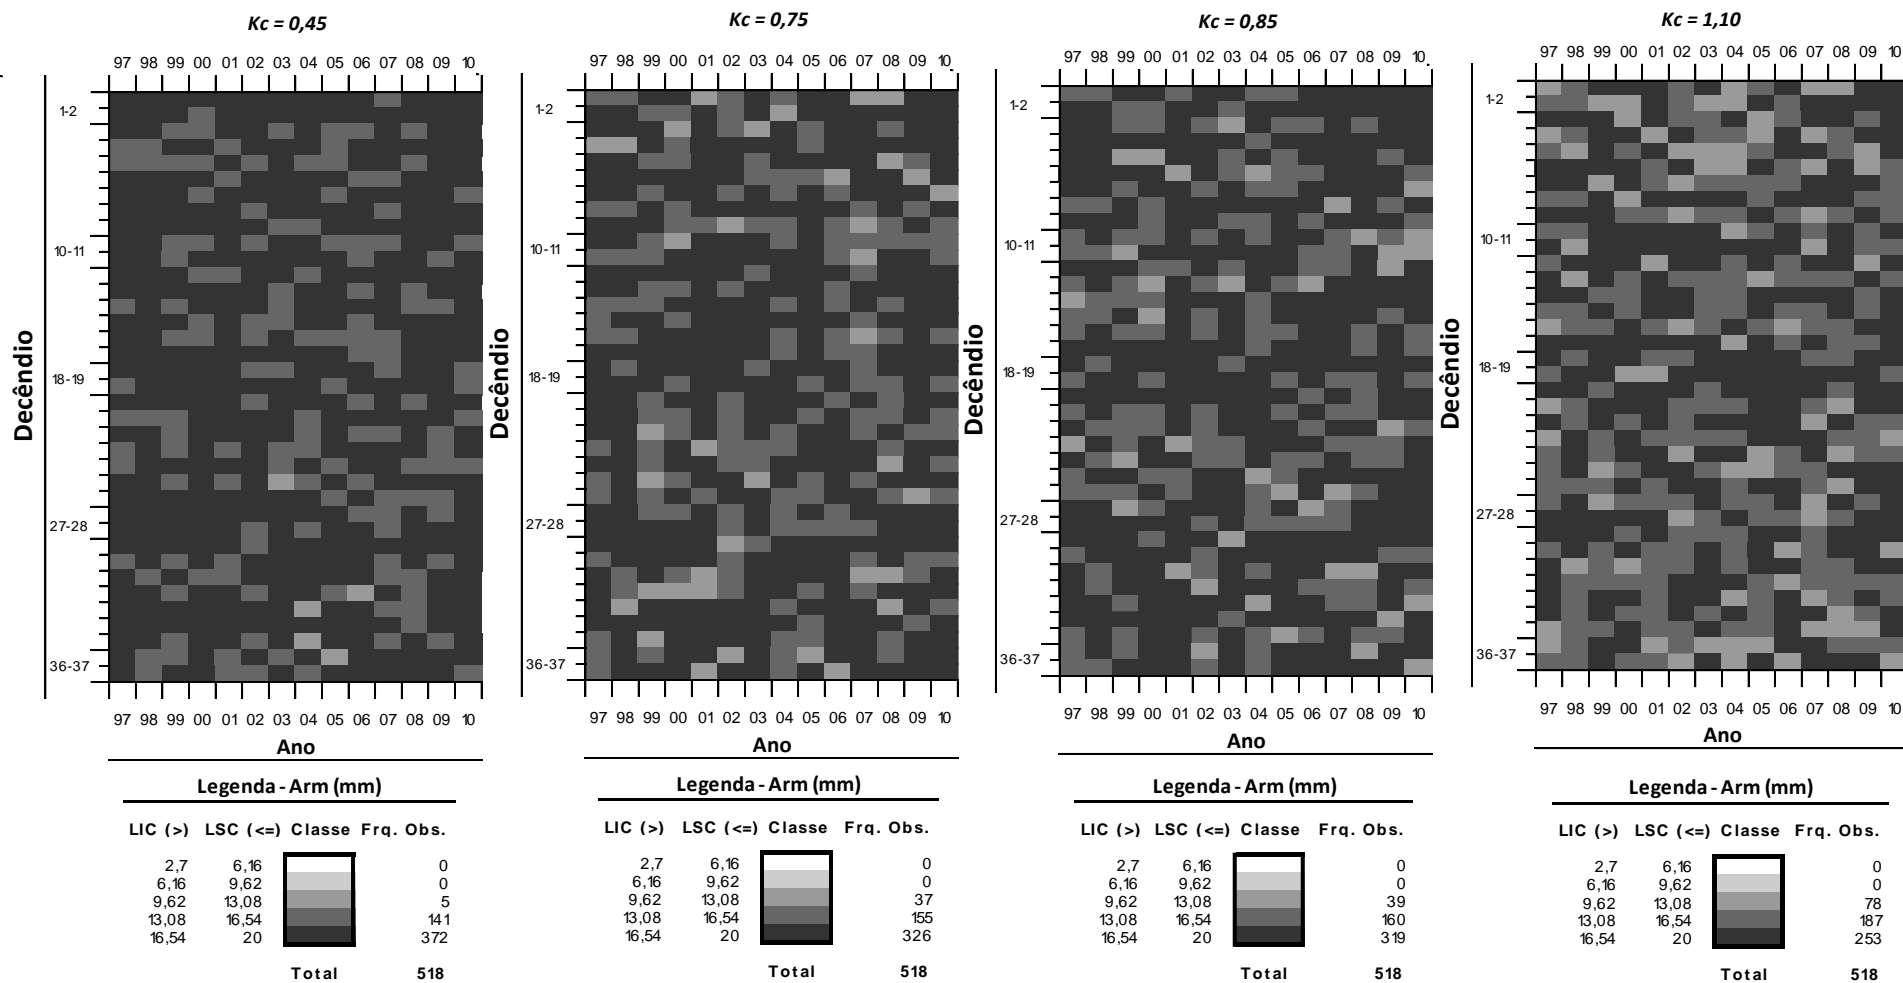 Kc = 0,45
97 98 99 00 01 02 03 04 05 06 07 08 09 10
1-2
10-11
18-19
27-28
36-37
Decêndio
97 98 99 00 01 02 03 04 05 06 07 08 09 10
Ano
Legenda - Arm (mm)
LIC (>) LSC (<=) Classe Frq. Obs.
2,7 6,16 0
6,16 9,62 0
9,62 13,08 5
13,08 16,54 141
16,54 20 372
Total 518
Kc = 0,75
97 98 99 00 01 02 03 04 05 06 07 08 09 10
1-2
10-11
18-19
27-28
36-37
Decêndio
97 98 99 00 01 02 03 04 05 06 07 08 09 10
Ano
Legenda - Arm (mm)
LIC (>) LSC (<=) Classe Frq. Obs.
2,7 6,16 0
6,16 9,62 0
9,62 13,08 37
13,08 16,54 155
16,54 20 326
Total 518
Kc = 0,85
97 98 99 00 01 02 03 04 05 06 07 08 09 10
1-2
10-11
18-19
27-28
36-37
Decêndio
97 98 99 00 01 02 03 04 05 06 07 08 09 10
Ano
Legenda - Arm (mm)
LIC (>) LSC (<=) Classe Frq. Obs.
2,7 6,16 0
6,16 9,62 0
9,62 13,08 39
13,08 16,54 160
16,54 20 319
Total 518
Kc = 1,10
97 98 99 00 01 02 03 04 05 06 07 08 09 10
1-2
10-11
18-19
27-28
36-37
Decêndio
97 98 99 00 01 02 03 04 05 06 07 08 09 10
Ano
Legenda - Arm (mm)
LIC (>) LSC (<=) Classe Frq. Obs.
2,7 6,16 0
6,16 9,62 0
9,62 13,08 78
13,08 16,54 187
16,54 20 253
Total 518